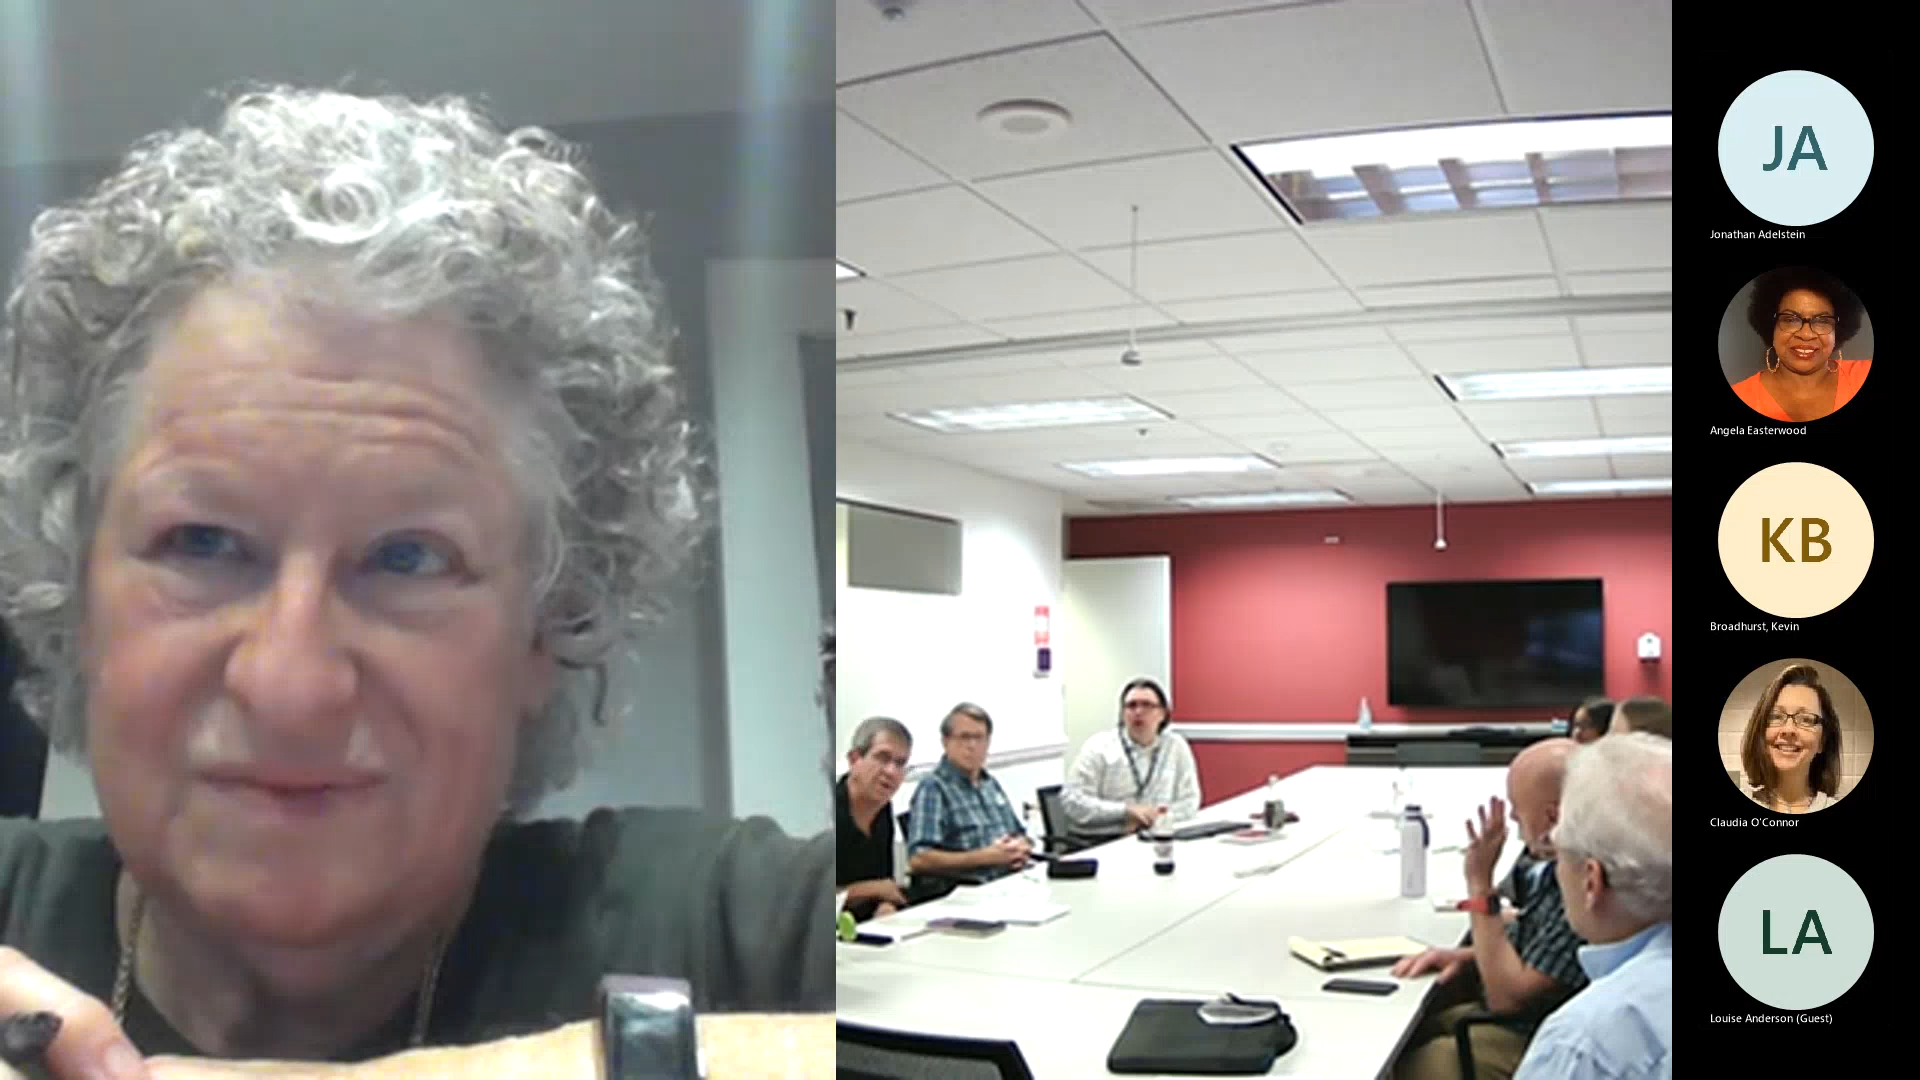 JA
Jonathan Adelstein
Angela Easterwood
KB
Broadhurst, Kevin
Claudia O'Connor
LA
Louise Anderson (Guest)